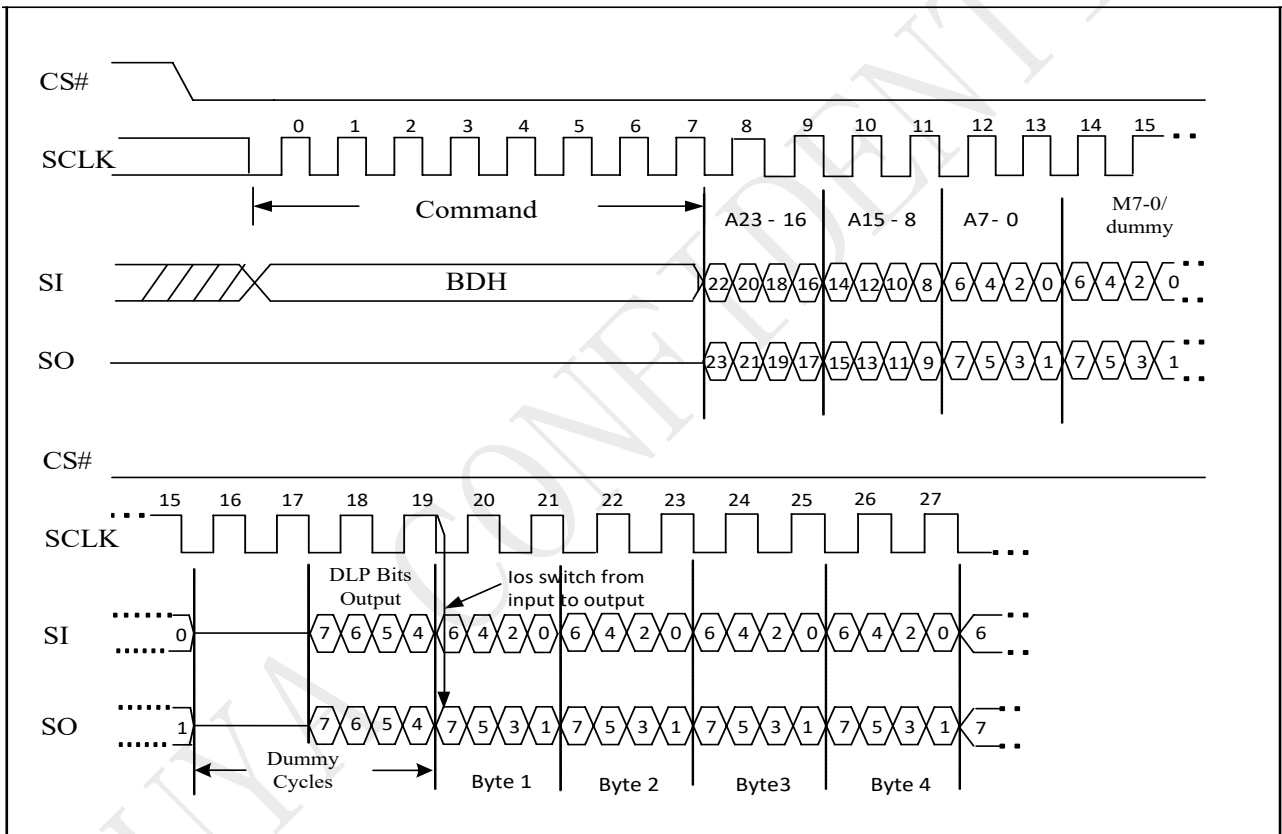 CS#
0 1 2 3 4 5 6 7 8 9 10 11 12 13 14 15
SCLK
Command
A23 - 16 A15 - 8 A7- 0 M7-0/
dummy
SI BDH 22 20 18 16 14 12 10 8 6 4 2 0 6 4 2 0
SO 23 21 19 17 15 13 11 9 7 5 3 1 7 5 3 1
CS#
15 16 17 18 19 20 21 22 23 24 25 26 27
SCLK
DLP Bits
Output
Ios switch from
input to output
SI 0 7 6 5 4 6 4 2 0 6 4 2 0 6 4 2 0 6 4 2 0 6
SO 1 7 6 5 4 7 5 3 1 7 5 3 1 7 5 3 1 7 5 3 1 7
Dummy
Cycles
Byte 1 Byte 2 Byte3 Byte 4
UYA CONFIDENT